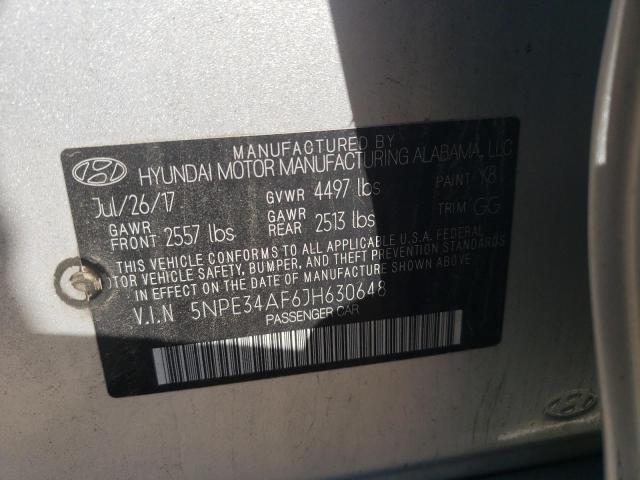 MANUFACTURED BY
HYUNDAI MOTOR MANUFACTURING ALABAMA, LLC
Jul/26/17 GVWR 4497 lbs PAINT Y8
GAWR FRONT 2557 lbs GAWR REAR 2513 lbs TRIM GG
THIS VEHICLE CONFORMS TO ALL APPLICABLE U.S.A. FEDERAL
MOTOR VEHICLE SAFETY, BUMPER, AND THEFT PREVENTION STANDARDS
IN EFFECT ON THE DATE OF MANUFACTURE SHOWN ABOVE.
V.I.N 5NPE34AF6JH630648
PASSENGER CAR